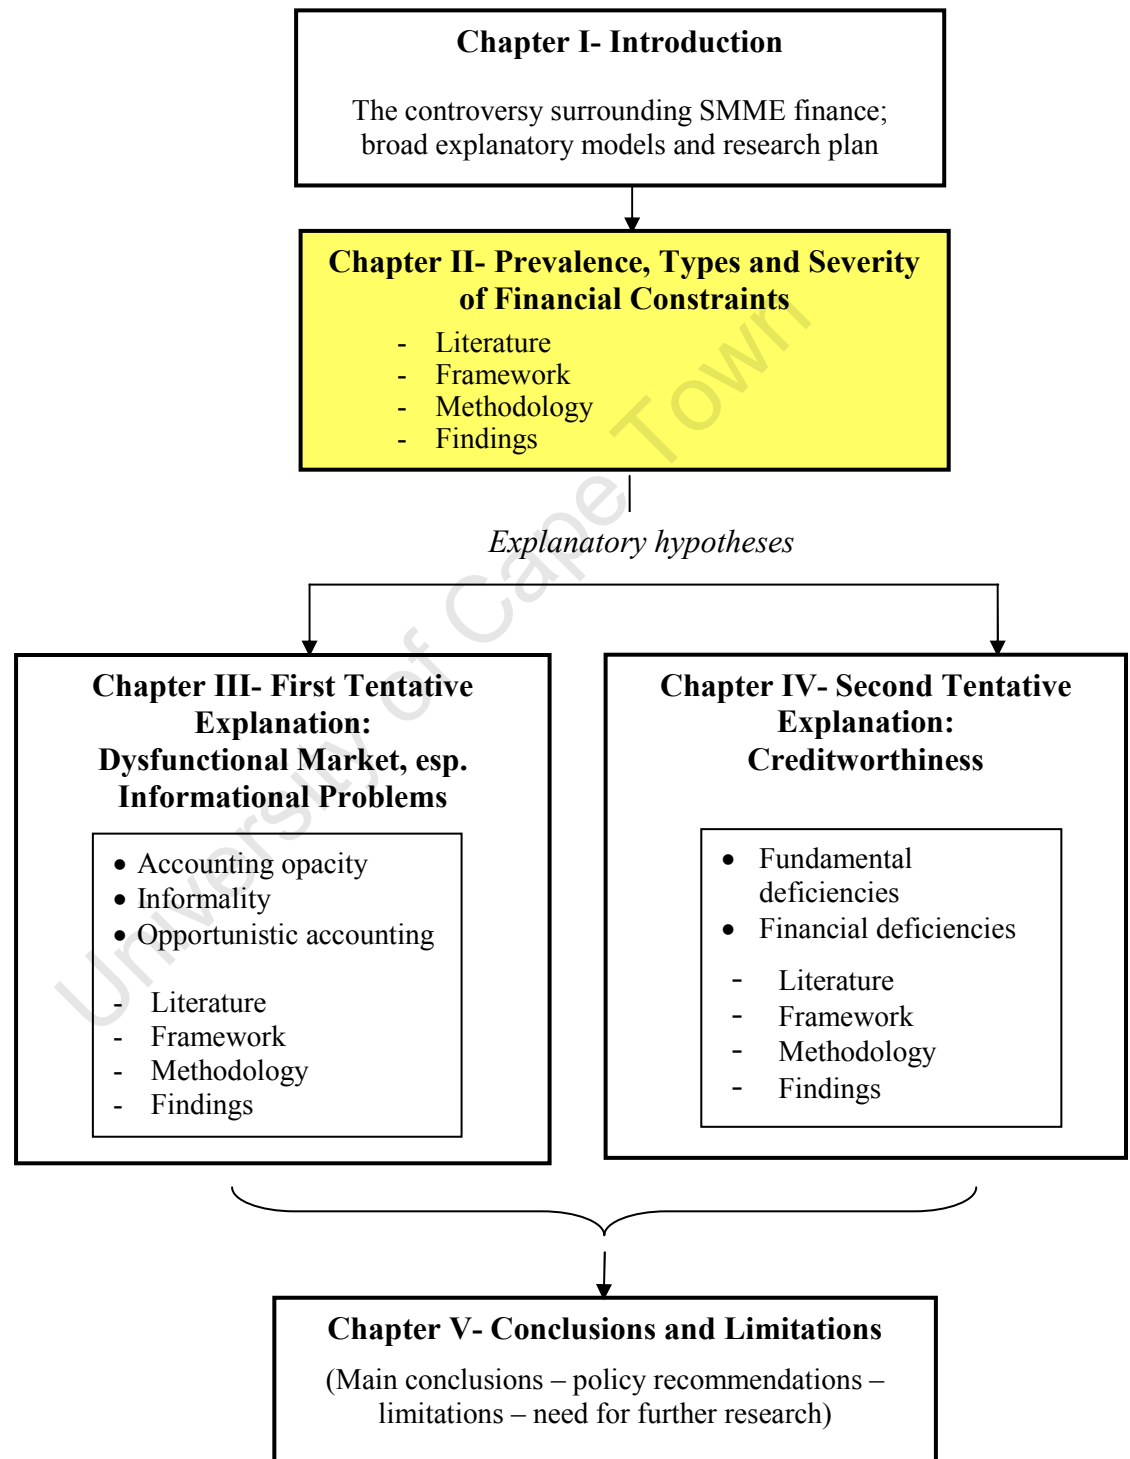 Chapter I- Introduction
The controversy surrounding SMME finance;
broad explanatory models and research plan
Chapter II- Prevalence, Types and Severity
of Financial Constraints
- Literature
- Framework
- Methodology
- Findings
Explanatory hypotheses
Chapter III- First Tentative
Explanation:
Dysfunctional Market, esp.
Informational Problems
• Accounting opacity
• Informality
• Opportunistic accounting
- Literature
- Framework
- Methodology
- Findings
Chapter IV- Second Tentative
Explanation:
Creditworthiness
• Fundamental
deficiencies
• Financial deficiencies
- Literature
- Framework
- Methodology
- Findings
Chapter V- Conclusions and Limitations
(Main conclusions – policy recommendations –
limitations – need for further research)
University of Cape Town